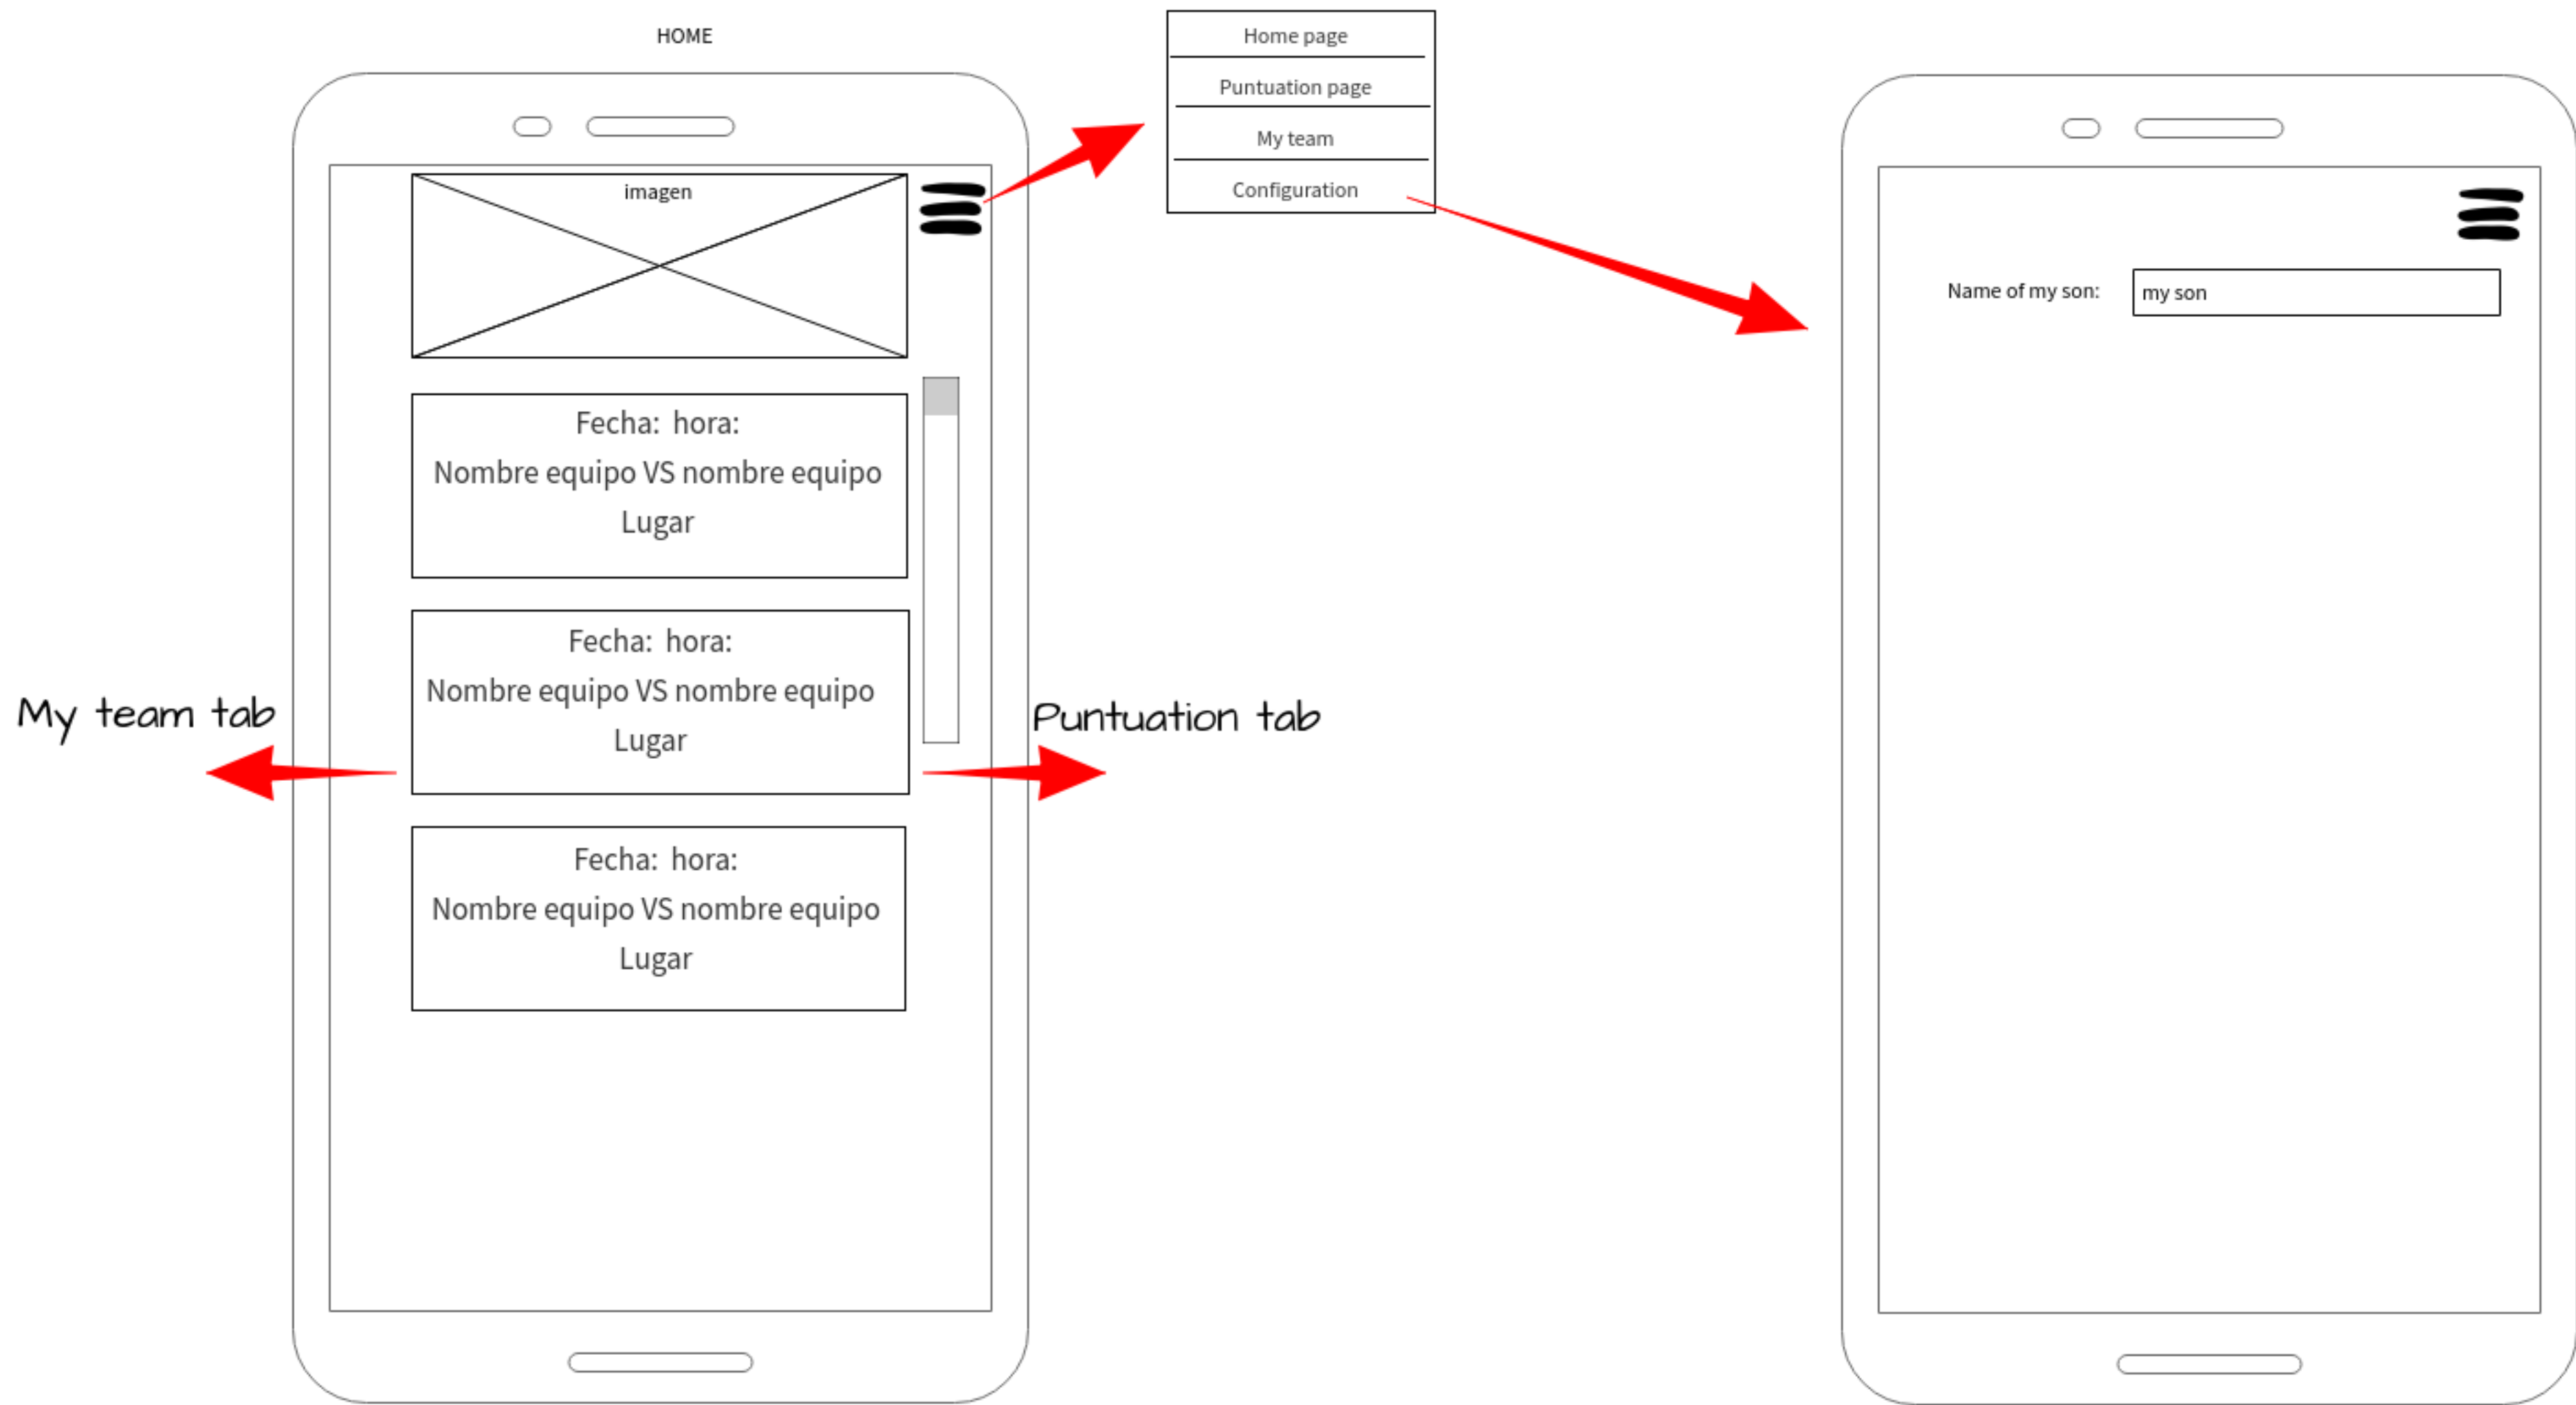 HOME
imagen
Fecha:  hora:
Nombre equipo VS nombre equipo
Lugar
Fecha:  hora:
Nombre equipo VS nombre equipo
Lugar
Fecha:  hora:
Nombre equipo VS nombre equipo
Lugar
My team tab
Puntuation tab
Home page
Puntuation page
My team
Configuration
Name of my son:
my son